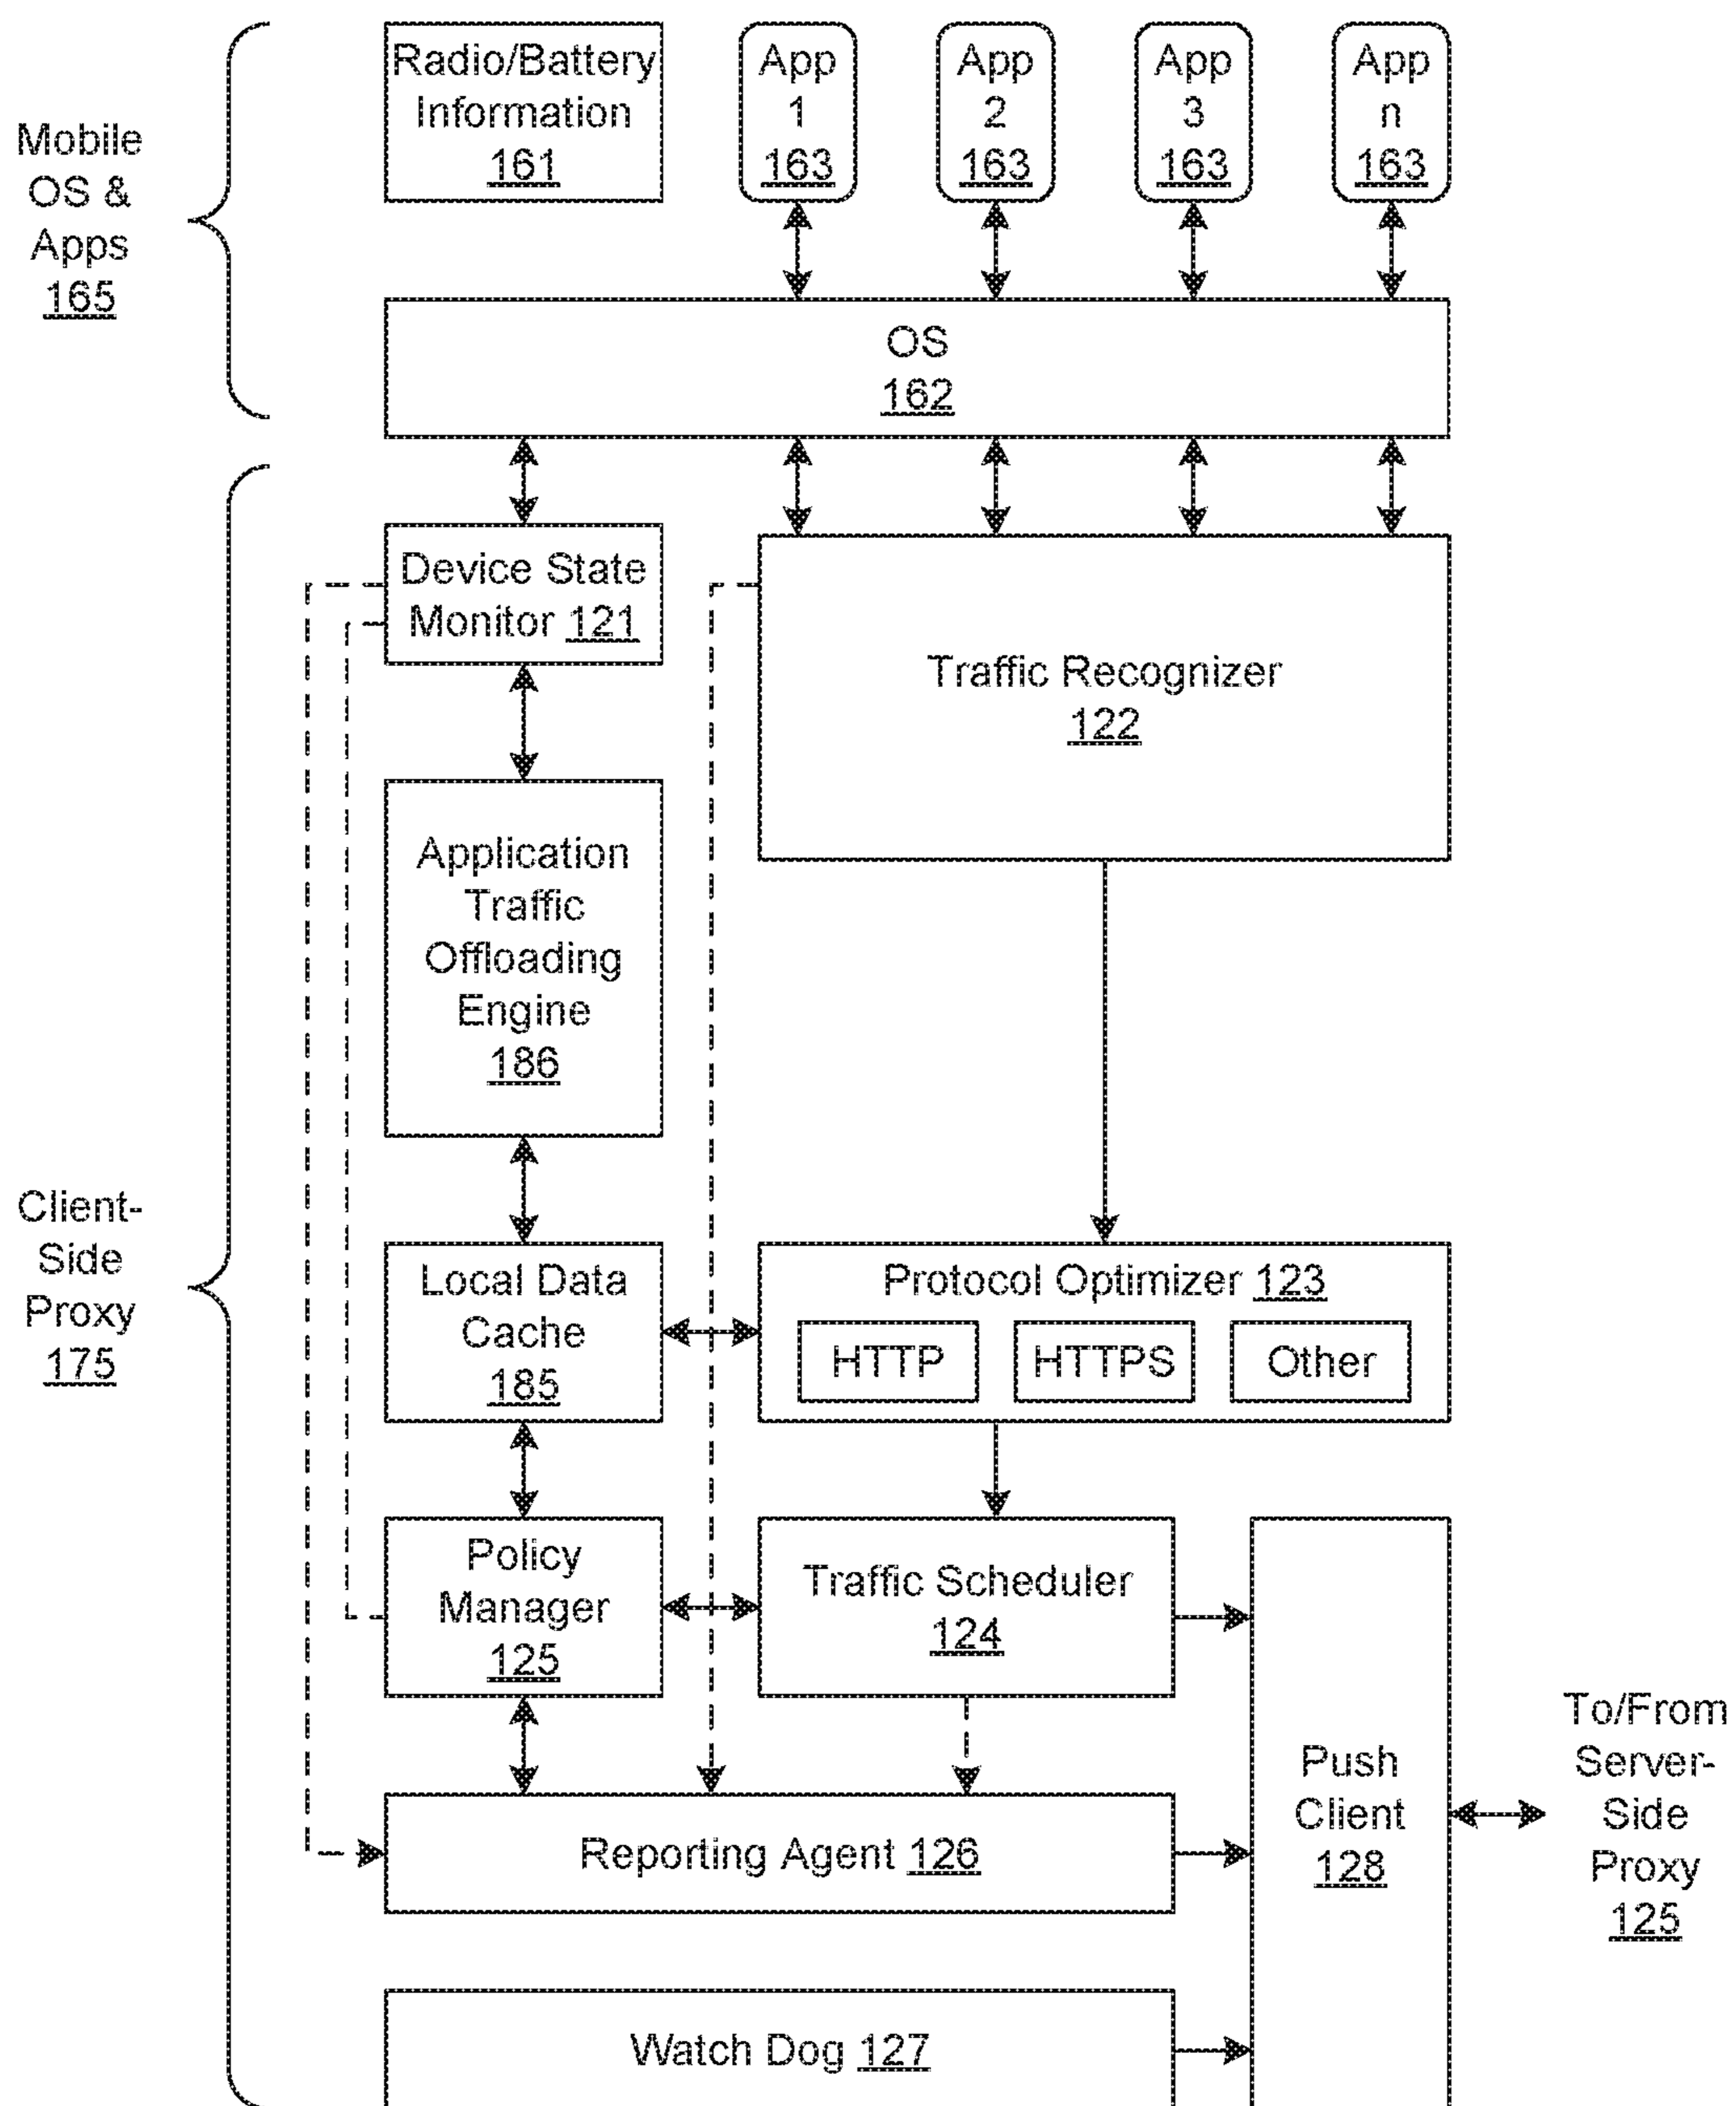 Mobile
OS &
Apps
165
Radio/Battery
Information
161
App
1
163
App
2
163
App
3
163
App
n
163
OS
162
Client-
Side
Proxy
175
Device State
Monitor 121
Traffic Recognizer
122
Application
Traffic
Offloading
Engine
186
Local Data
Cache
185
Protocol Optimizer 123
HTTP
HTTPS
Other
Policy
Manager
125
Traffic Scheduler
124
Reporting Agent 126
Watch Dog 127
Push
Client
128
To/From
Server-
Side
Proxy
125